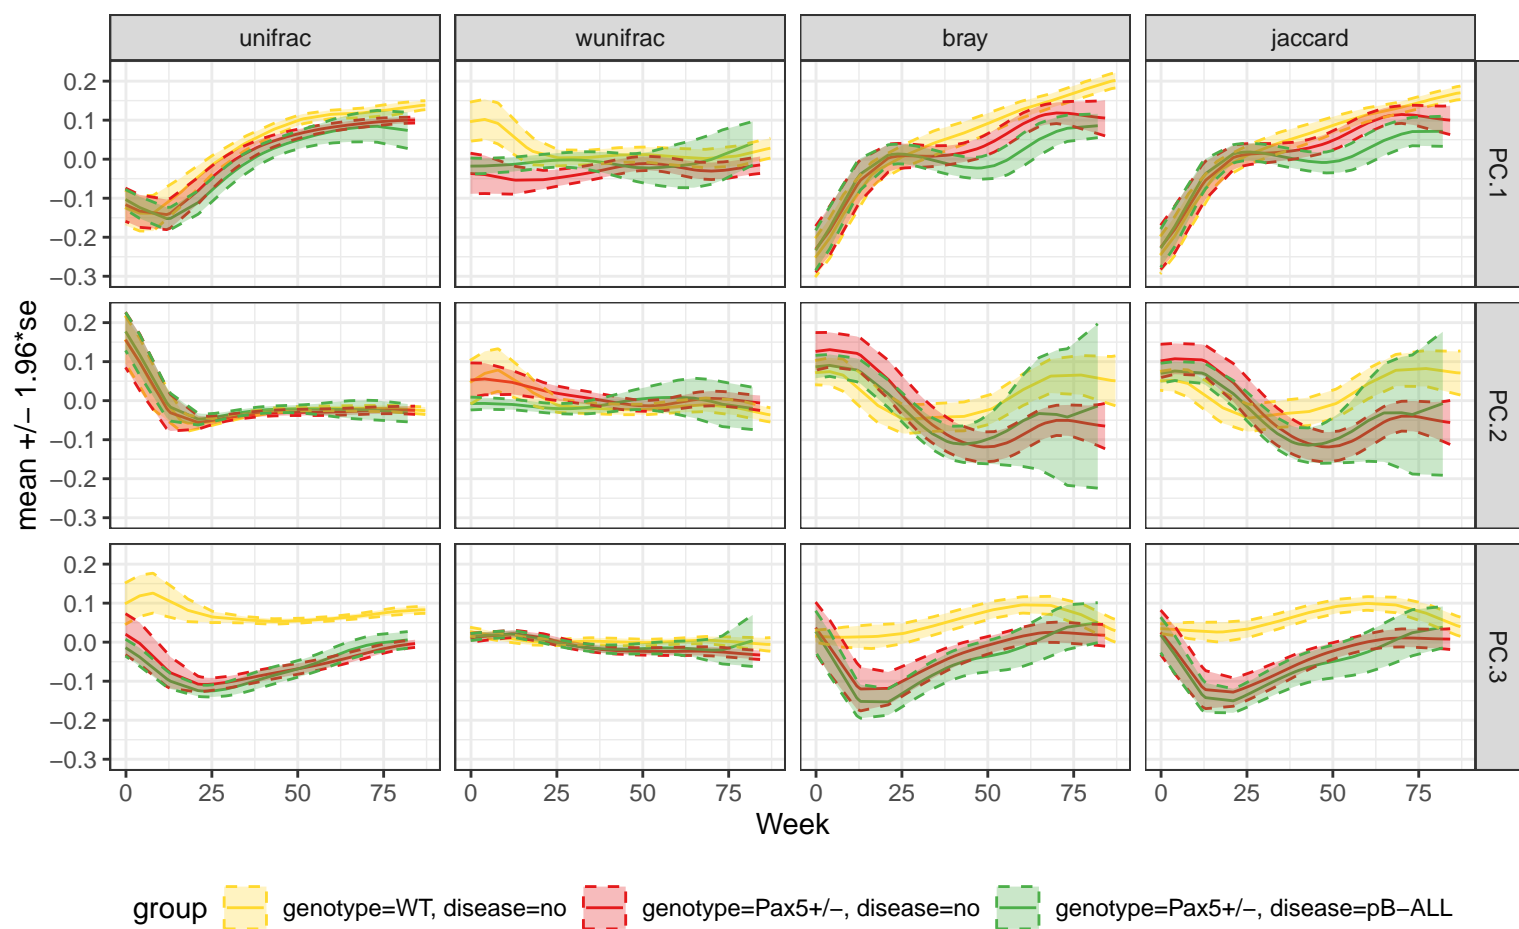 unifrac wunifrac bray jaccard
0.2
0.1
0.0
−0.1
−0.2
−0.3
PC.1
0.2
0.1
0.0
−0.1
−0.2
−0.3
PC.2
0.2
0.1
0.0
−0.1
−0.2
−0.3
PC.3
mean +/− 1.96*se
0 25 50 75 0 25 50 75 0 25 50 75 0 25 50 75
Week
group genotype=WT, disease=no genotype=Pax5+/−, disease=no genotype=Pax5+/−, disease=pB−ALL